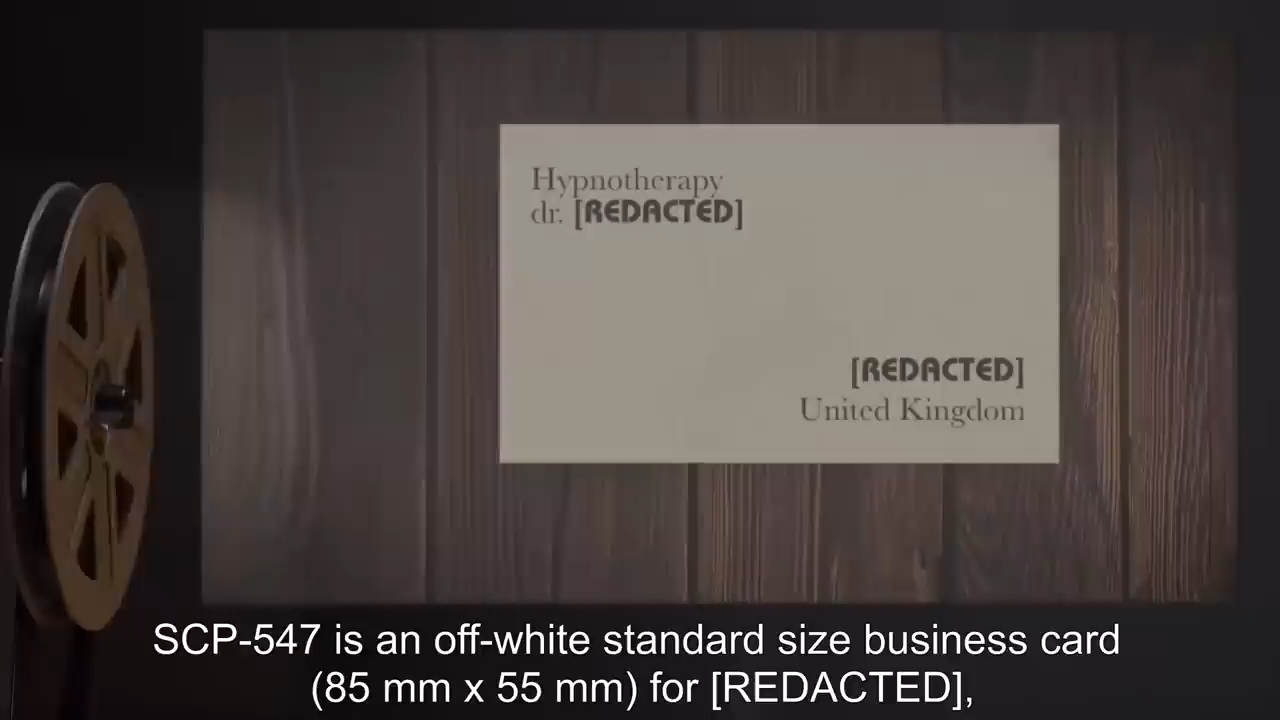 Hypnotherapy
dr. [REDACTED]
[REDACTED]
United Kingdom
SCP-547 is an off-white standard size business card
(85 mm x 55 mm) for [REDACTED],